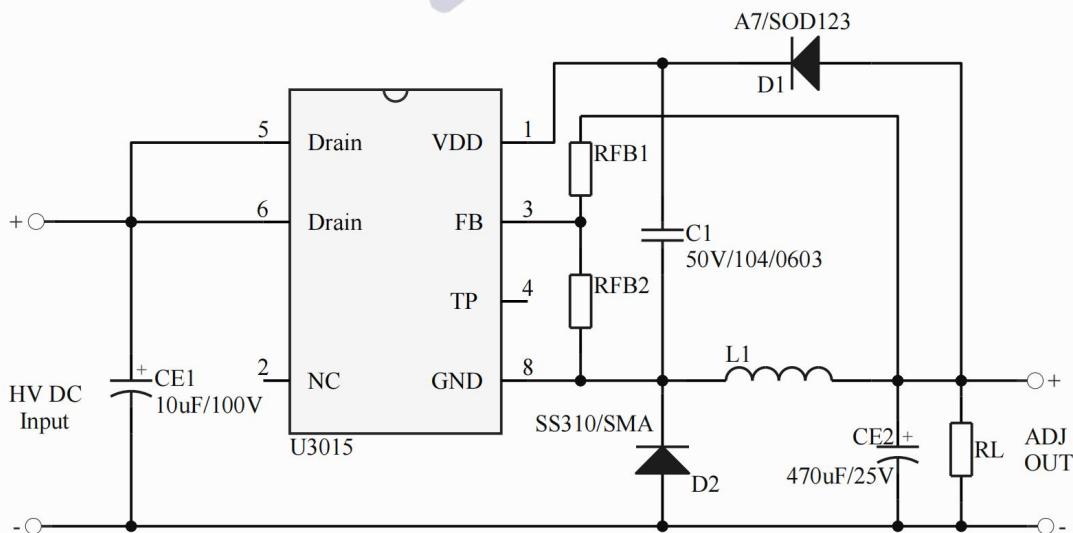 A7/SOD123
D1
5
Drain
VDD
1
RFB1
+
6
Drain
FB
3
C1
50V/104/0603
RFB2
TP
4
L1
+
CE1
10uF/100V
2
NC
GND
8
+
HV DC
Input
SS310/SMA
U3015
D2
CE2
+
470uF/25V
RL
ADJ
OUT
-
-